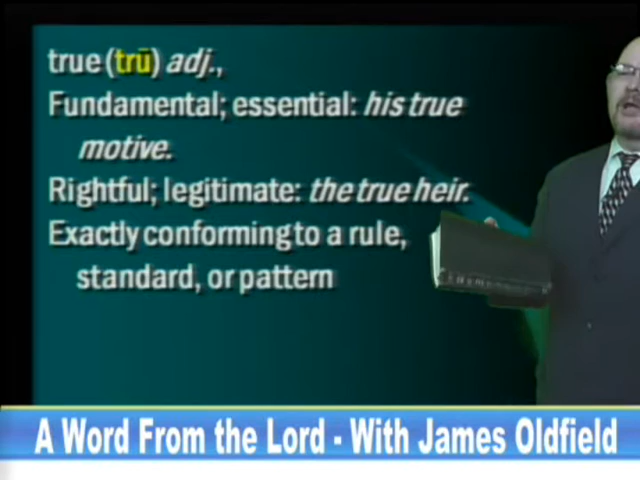 true (trū) adj.,
Fundamental; essential: his true
motive.
Rightful; legitimate: the true heir.
Exactly conforming to a rule,
standard, or pattern
A Word From the Lord - With James Oldfield